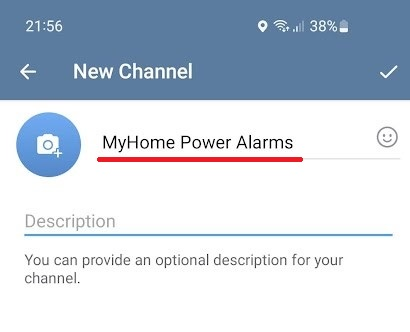 21:56 38%
New Channel
MyHome Power Alarms
Description
You can provide an optional description for your
channel.